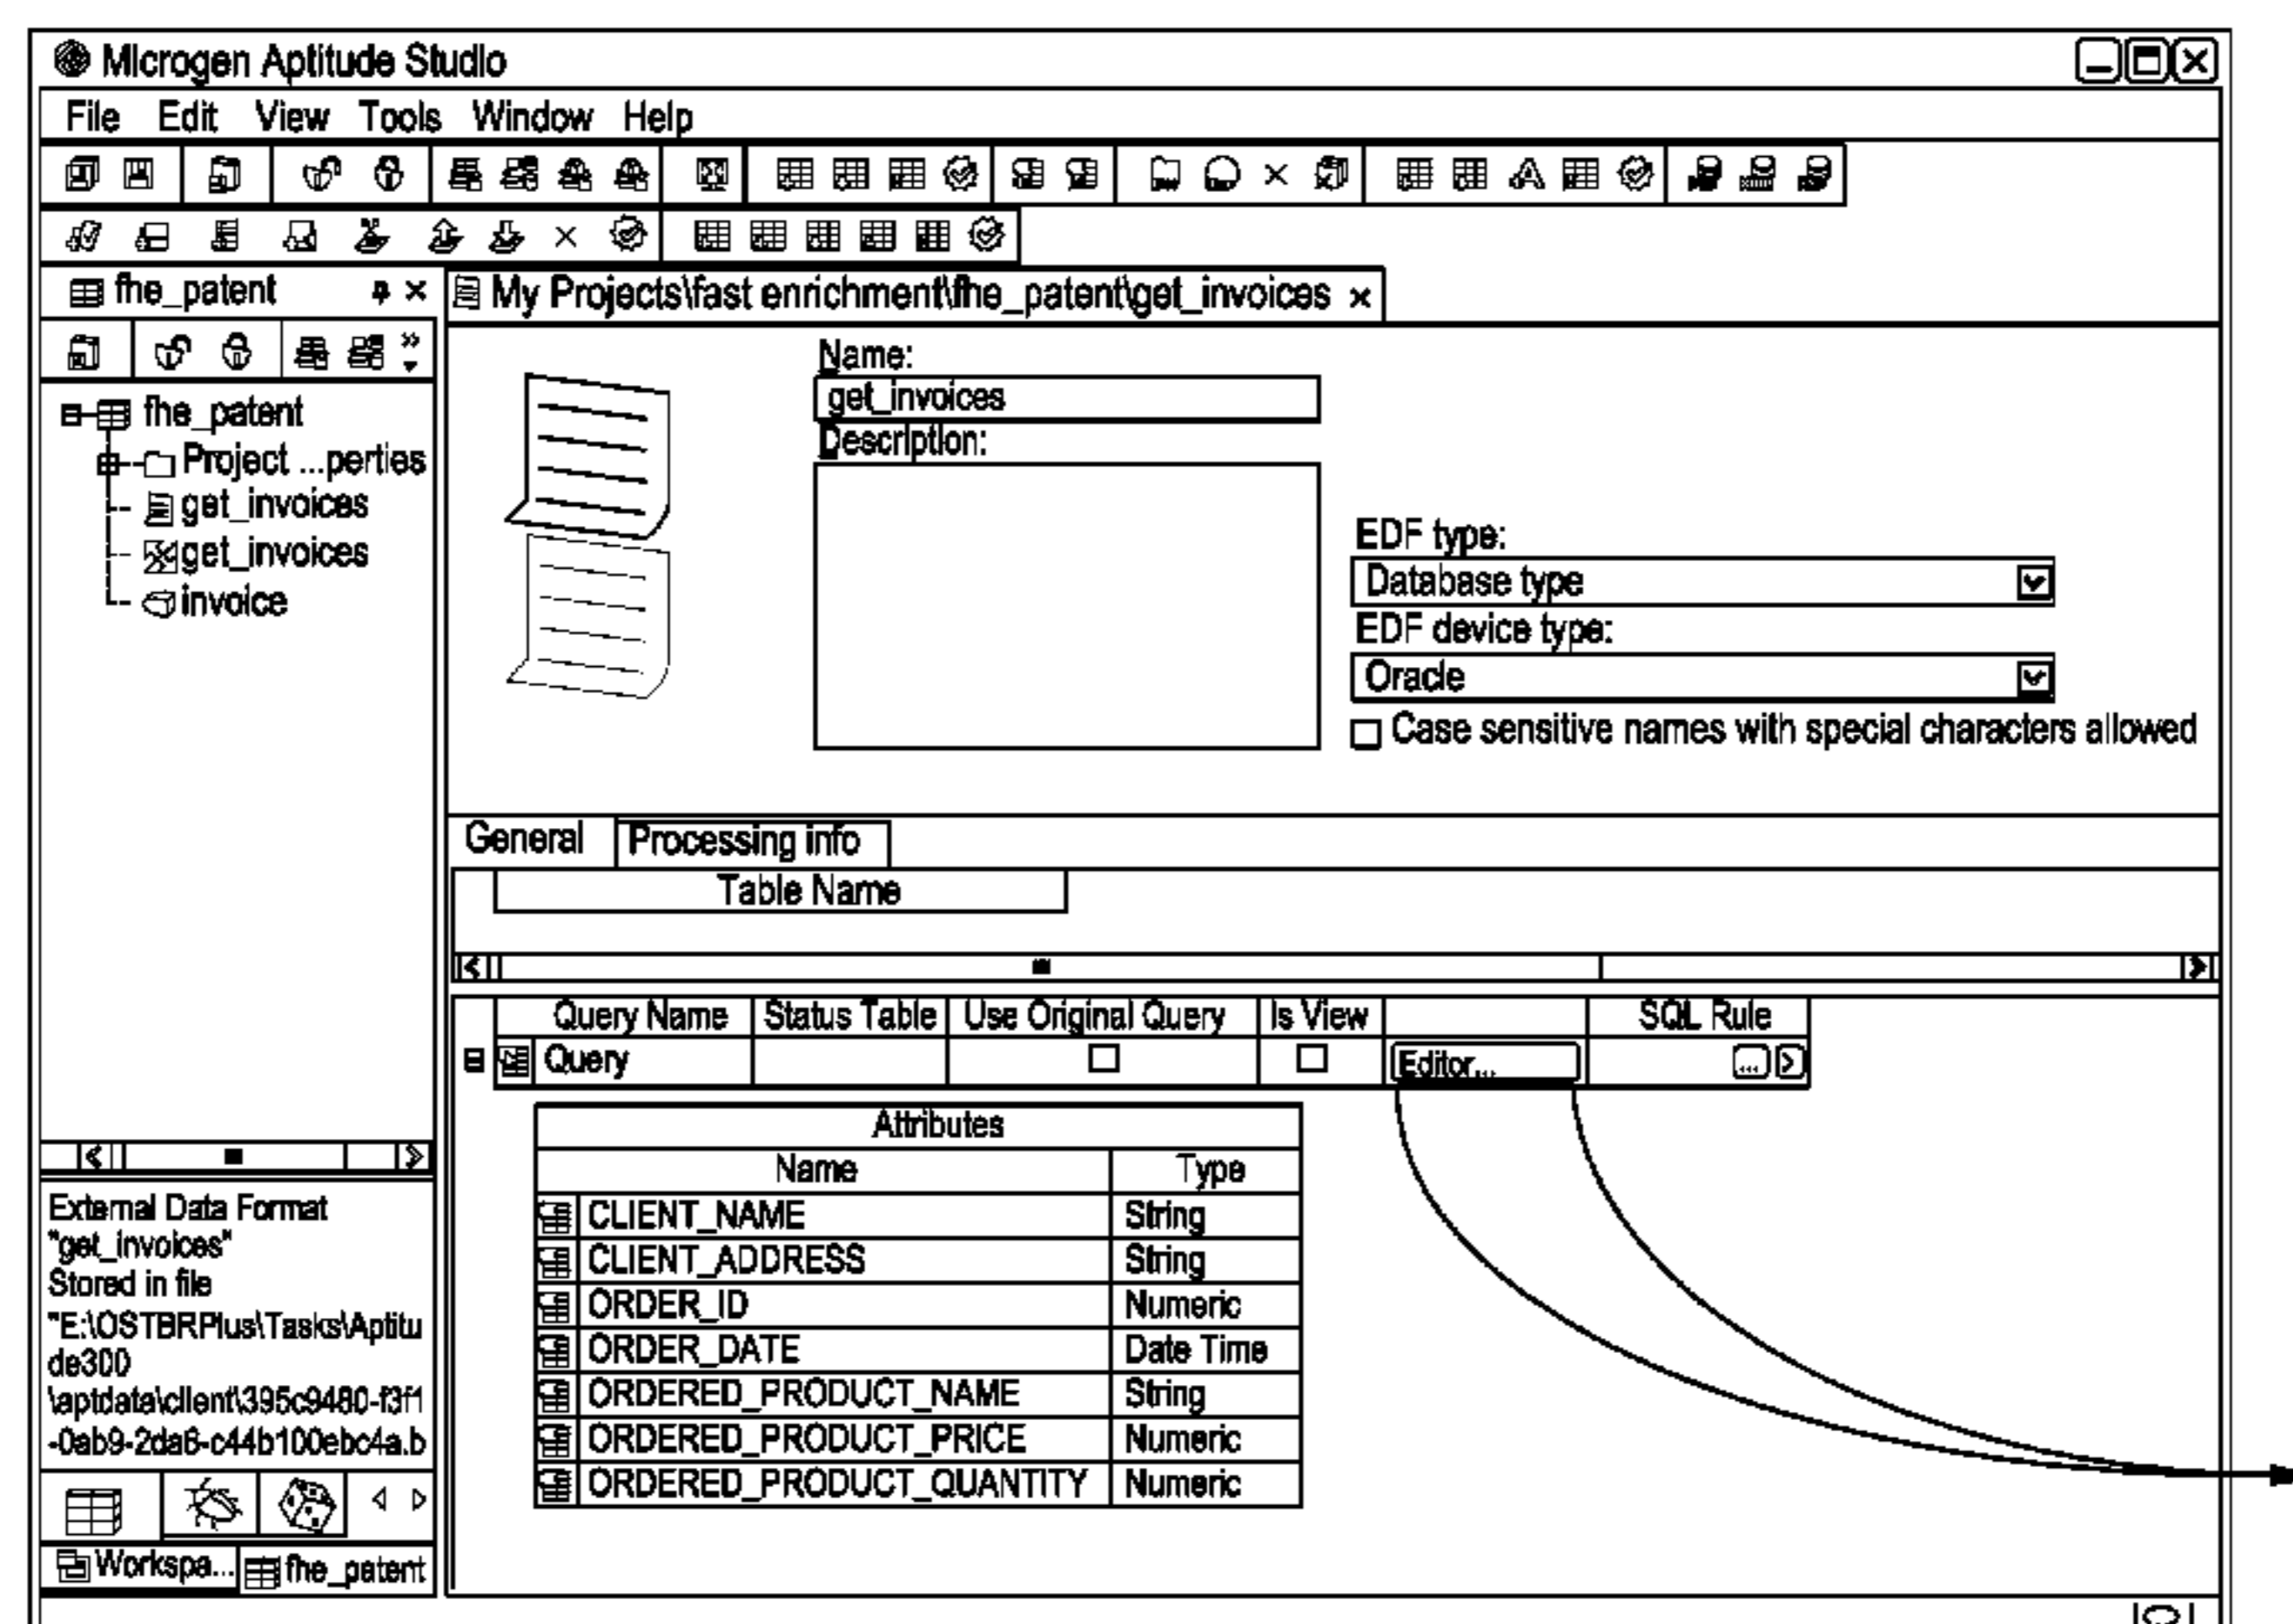 Microgen Aptitude Studio
File Edit View Tools Window Help
fhe_patent
My Projects\fast enrichment\fhe_patent\get_invoices
fhe_patent
Project ...perties
get_invoices
get_invoices
invoice
Name:
get_invoices
Description:
EDF type:
Database type
EDF device type:
Oracle
Case sensitive names with special characters allowed
General Processing info
Table Name
Query Name Status Table Use Original Query Is View SQL Rule
Query Editor... ...
Attributes
Name Type
CLIENT_NAME String
CLIENT_ADDRESS String
ORDER_ID Numeric
ORDER_DATE Date Time
ORDERED_PRODUCT_NAME String
ORDERED_PRODUCT_PRICE Numeric
ORDERED_PRODUCT_QUANTITY Numeric
External Data Format
"get_invoices"
Stored in file
"E:\OSTBRPlus\Tasks\Aptitu
de300
\aptdata\client\395c9480-f3f1
-0ab9-2da6-c44b100ebc4a.b
Workspa... fhe_patent